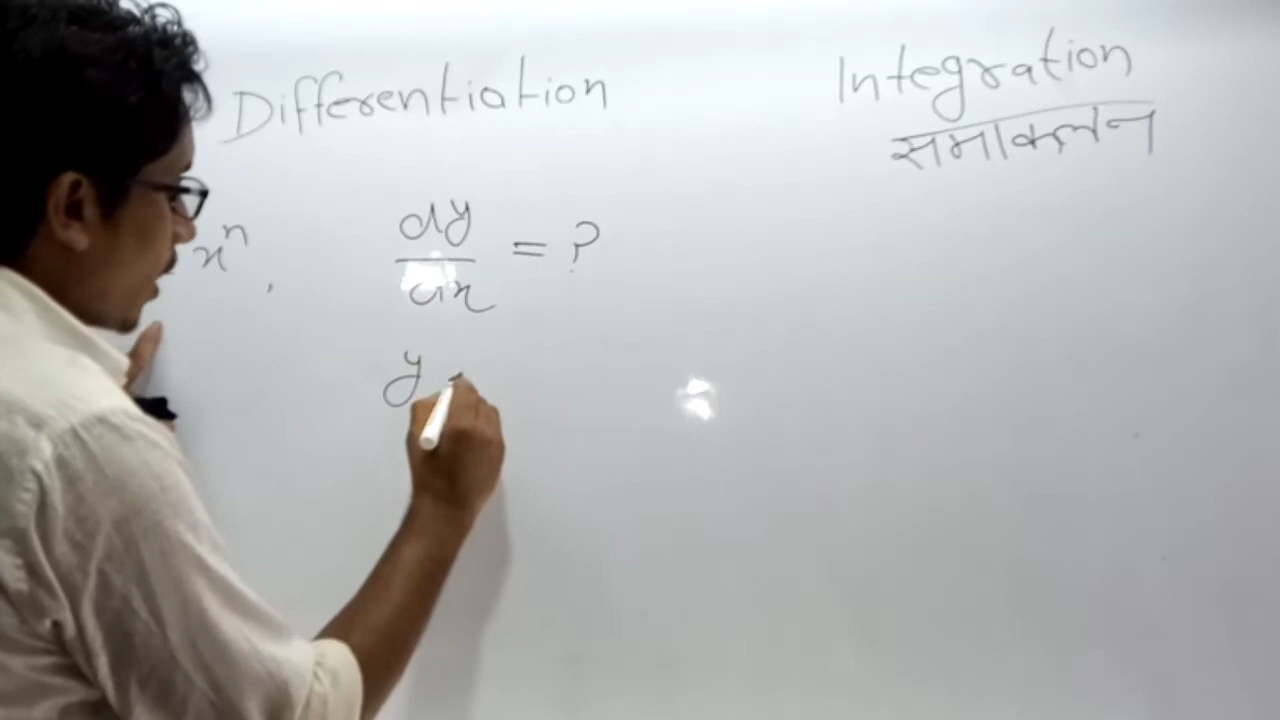 Differentiation
Integration
समाकलन
xⁿ, dy/dx = ?
y